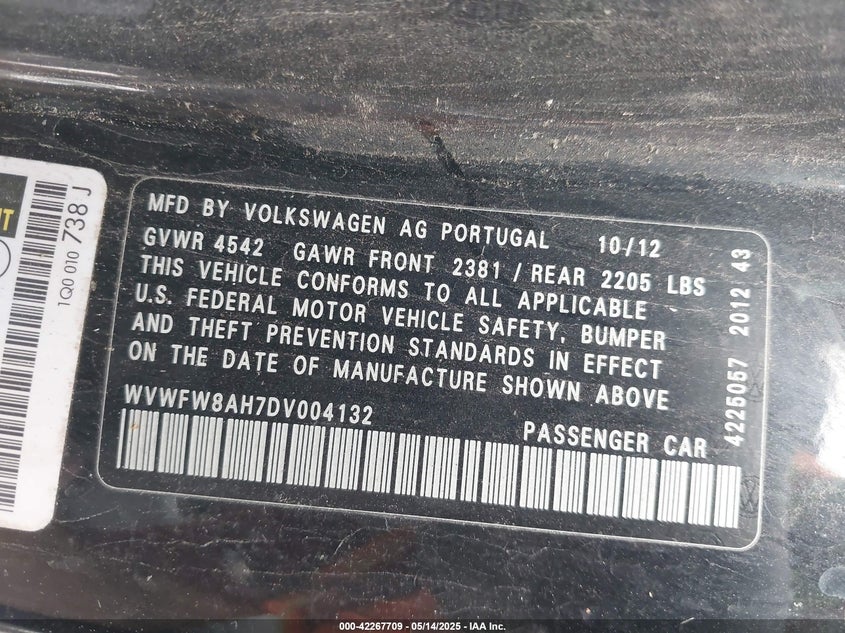 MFD BY VOLKSWAGEN AG PORTUGAL 10/12
GVWR 4542 GAWR FRONT 2381 / REAR 2205 LBS
THIS VEHICLE CONFORMS TO ALL APPLICABLE
U.S. FEDERAL MOTOR VEHICLE SAFETY, BUMPER
AND THEFT PREVENTION STANDARDS IN EFFECT
ON THE DATE OF MANUFACTURE SHOWN ABOVE
WVWFW8AH7DV004132
PASSENGER CAR
4225057 2012 43
1Q0 010 738 J
000-42267709 - 05/14/2025 - IAA Inc.